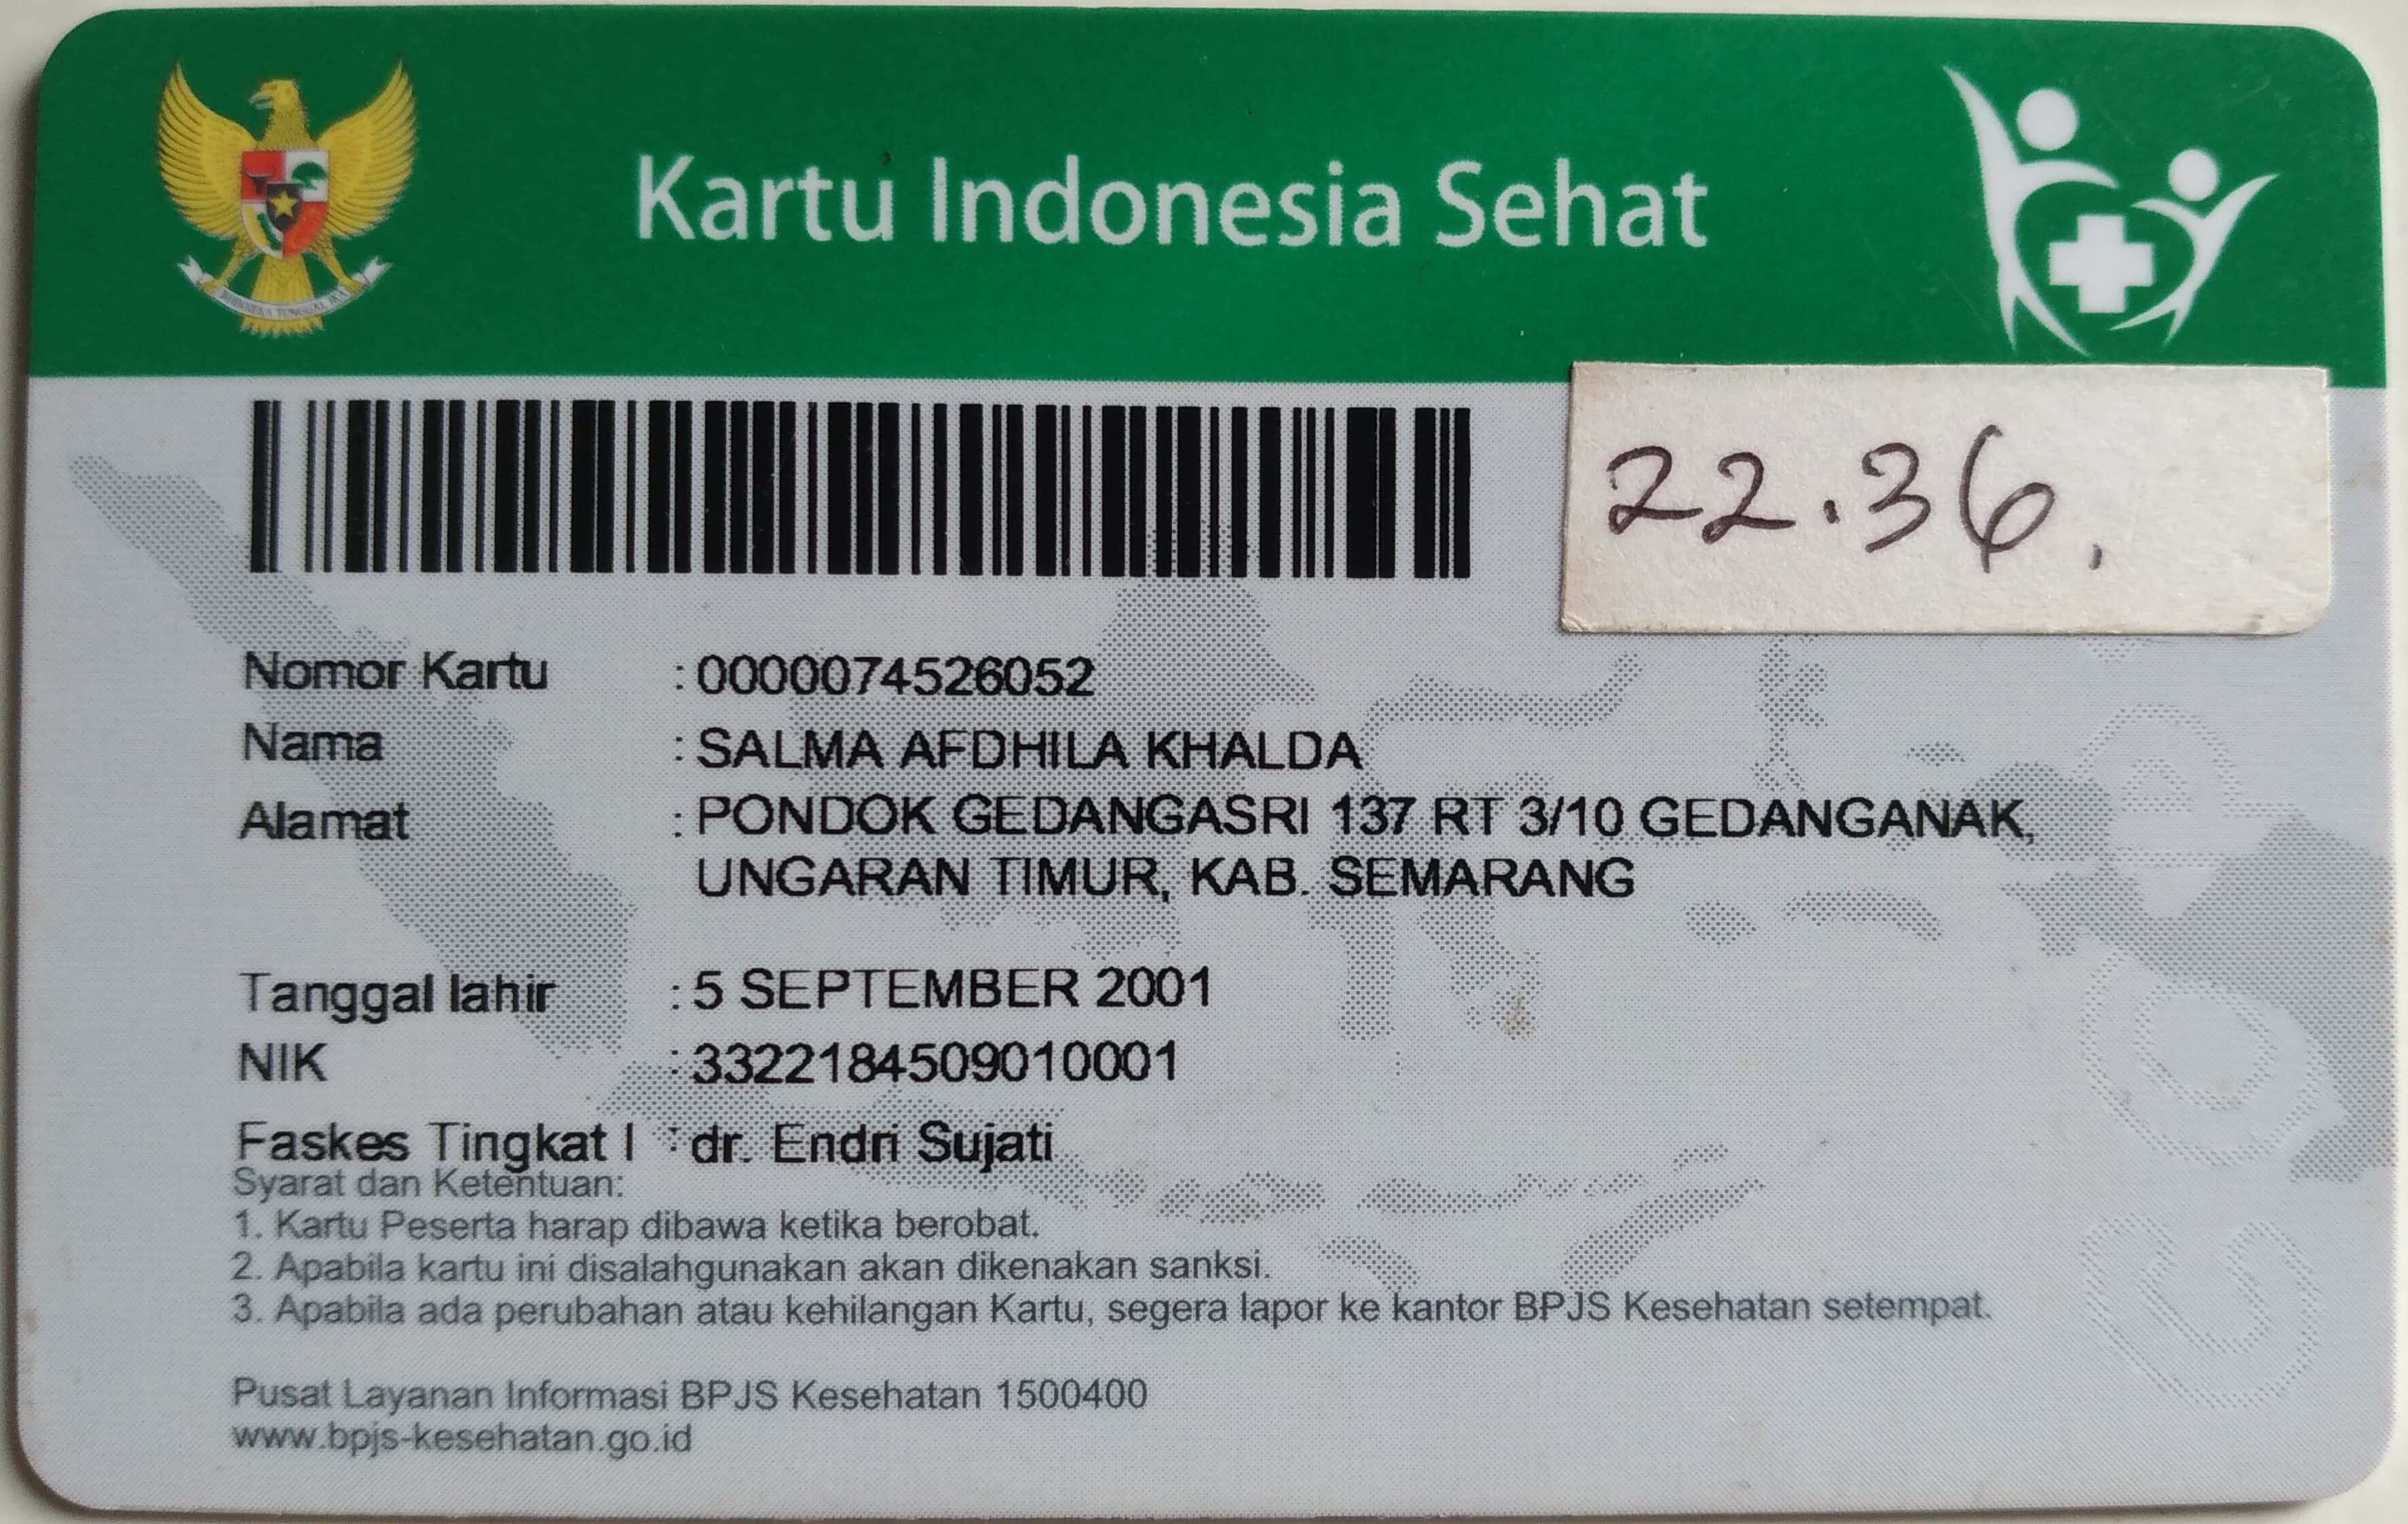 Kartu Indonesia Sehat
BHINNEKA TUNGGAL IKA
22.36.
Nomor Kartu : 0000074526052
Nama : SALMA AFDHILA KHALDA
Alamat : PONDOK GEDANGASRI 137 RT 3/10 GEDANGANAK,
UNGARAN TIMUR, KAB. SEMARANG
Tanggal lahir : 5 SEPTEMBER 2001
NIK : 3322184509010001
Faskes Tingkat I : dr. Endri Sujati
Syarat dan Ketentuan:
1. Kartu Peserta harap dibawa ketika berobat.
2. Apabila kartu ini disalahgunakan akan dikenakan sanksi.
3. Apabila ada perubahan atau kehilangan Kartu, segera lapor ke kantor BPJS Kesehatan setempat.
Pusat Layanan Informasi BPJS Kesehatan 1500400
www.bpjs-kesehatan.go.id